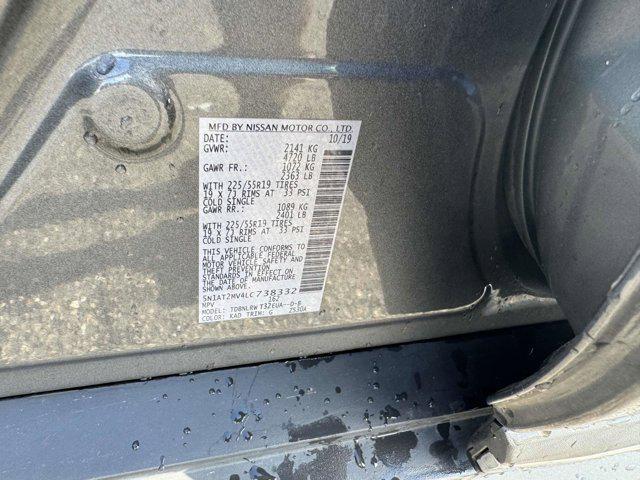 MFD BY NISSAN MOTOR CO., LTD.
DATE: 10/19
GVWR: 2141 KG
4720 LB
GAWR FR.: 1072 KG
2363 LB
WITH 225/55R19 TIRES
19 X 7J RIMS AT 33 PSI
COLD SINGLE
GAWR RR.: 1089 KG
2401 LB
WITH 225/55R19 TIRES
19 X 7J RIMS AT 33 PSI
COLD SINGLE
THIS VEHICLE CONFORMS TO
ALL APPLICABLE FEDERAL
MOTOR VEHICLE SAFETY AND
THEFT PREVENTION
STANDARDS IN EFFECT ON
THE DATE OF MANUFACTURE
SHOWN ABOVE.
5N1AT2MV4LC738332
MPV 162
MODEL: TDBNLRW T32EUA--D-B
COLOR: KAD TRIM: G ZS30A